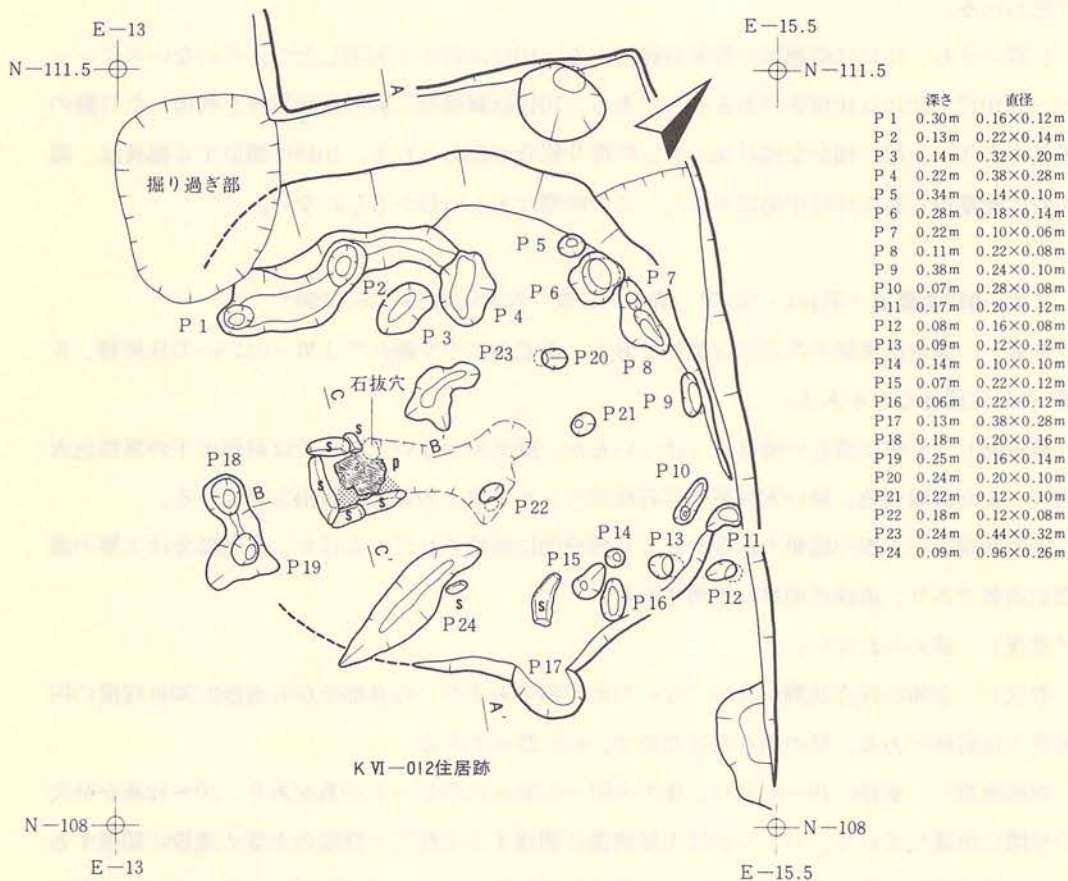 E-13
E-15.5
N-111.5
N-111.5
A
掘り過ぎ部
深さ 直径
P 1 0.30m 0.16×0.12m
P 2 0.13m 0.22×0.14m
P 3 0.14m 0.32×0.20m
P 4 0.22m 0.38×0.28m
P 5 0.34m 0.14×0.10m
P 6 0.28m 0.18×0.14m
P 7 0.22m 0.10×0.06m
P 8 0.11m 0.22×0.08m
P 9 0.38m 0.24×0.10m
P10 0.07m 0.28×0.08m
P11 0.17m 0.20×0.12m
P12 0.08m 0.16×0.08m
P13 0.09m 0.12×0.12m
P14 0.14m 0.10×0.10m
P15 0.07m 0.22×0.12m
P16 0.06m 0.22×0.12m
P17 0.13m 0.38×0.28m
P18 0.18m 0.20×0.16m
P19 0.25m 0.16×0.14m
P20 0.24m 0.20×0.10m
P21 0.22m 0.12×0.10m
P22 0.18m 0.12×0.08m
P23 0.24m 0.44×0.32m
P24 0.09m 0.96×0.26m
P 5
P 6
P 7
P 1
P 2
P 3
P 4
P 8
P23
P20
石抜穴
C
P 9
P21
B'
S
S
S
S
S
P
P18
B
P22
P10
P19
C'
P14
P13
P11
P15
P12
P16
S
P24
S
P17
A'
KⅥ-012住居跡
N-108
N-108
E-13
E-15.5